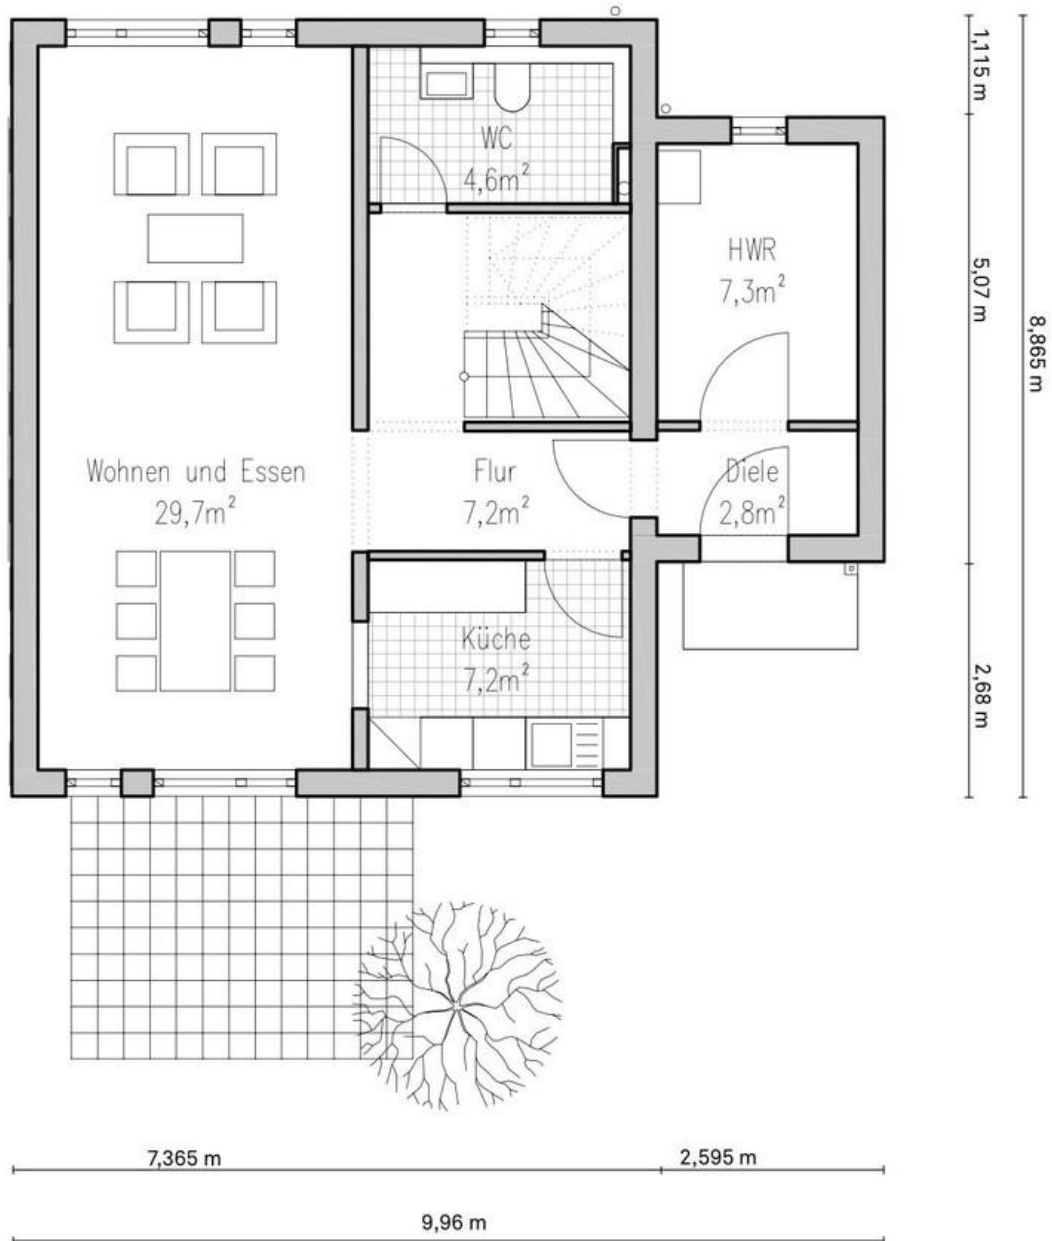 1,115 m
WC
4,6m²
HWR
7,3m²
5,07 m
8,865 m
Wohnen und Essen
29,7m²
Flur
7,2m²
Diele
2,8m²
Küche
7,2m²
2,68 m
7,365 m
2,595 m
9,96 m